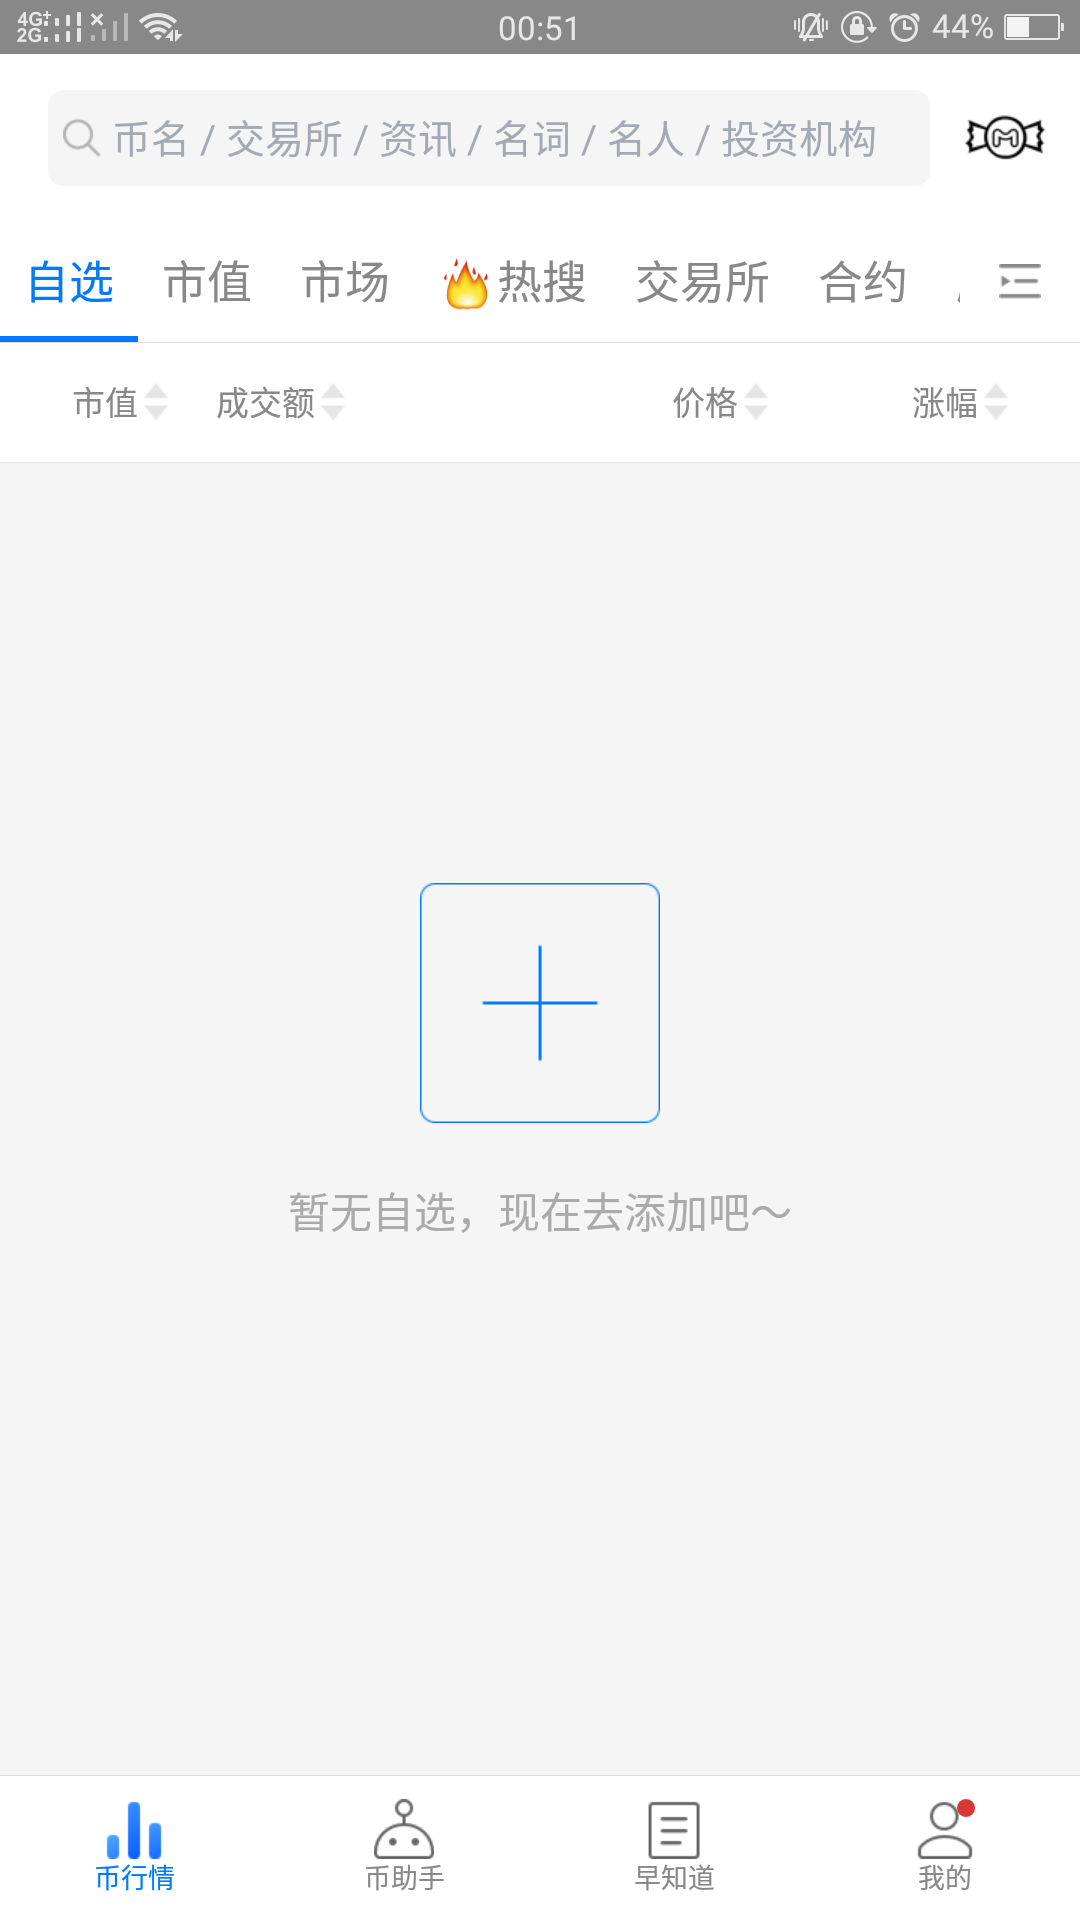 4G+ 2G 00:51 44%
币名 / 交易所 / 资讯 / 名词 / 名人 / 投资机构
自选 市值 市场 🔥热搜 交易所 合约
市值 成交额 价格 涨幅
暂无自选，现在去添加吧～
币行情 币助手 早知道 我的